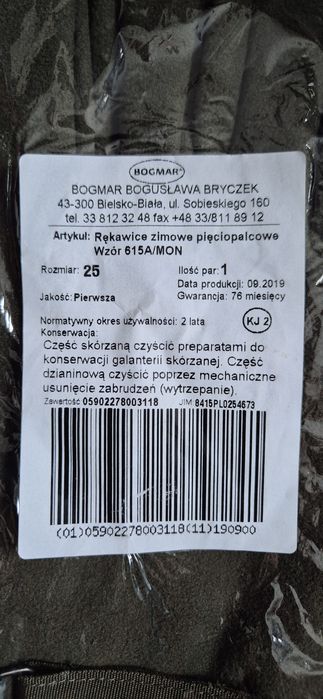 BOGMAR
BOGMAR BOGUSŁAWA BRYCZEK
43-300 Bielsko-Biała, ul. Sobieskiego 160
tel. 33 812 32 48 fax +48 33/811 89 12
Artykuł: Rękawice zimowe pięciopalcowe
Wzór 615A/MON
Rozmiar: 25 Ilość par: 1
Data produkcji: 09.2019
Jakość: Pierwsza Gwarancja: 76 miesięcy
Normatywny okres używalności: 2 lata KJ 2
Konserwacja:
Część skórzaną czyścić preparatami do
konserwacji galanterii skórzanej. Część
dzianinową czyścić poprzez mechaniczne
usunięcie zabrudzeń (wytrzepanie).
Zawartość 05902278003118 JIM: 8415PL0254673
(01)05902278003118(11)190900